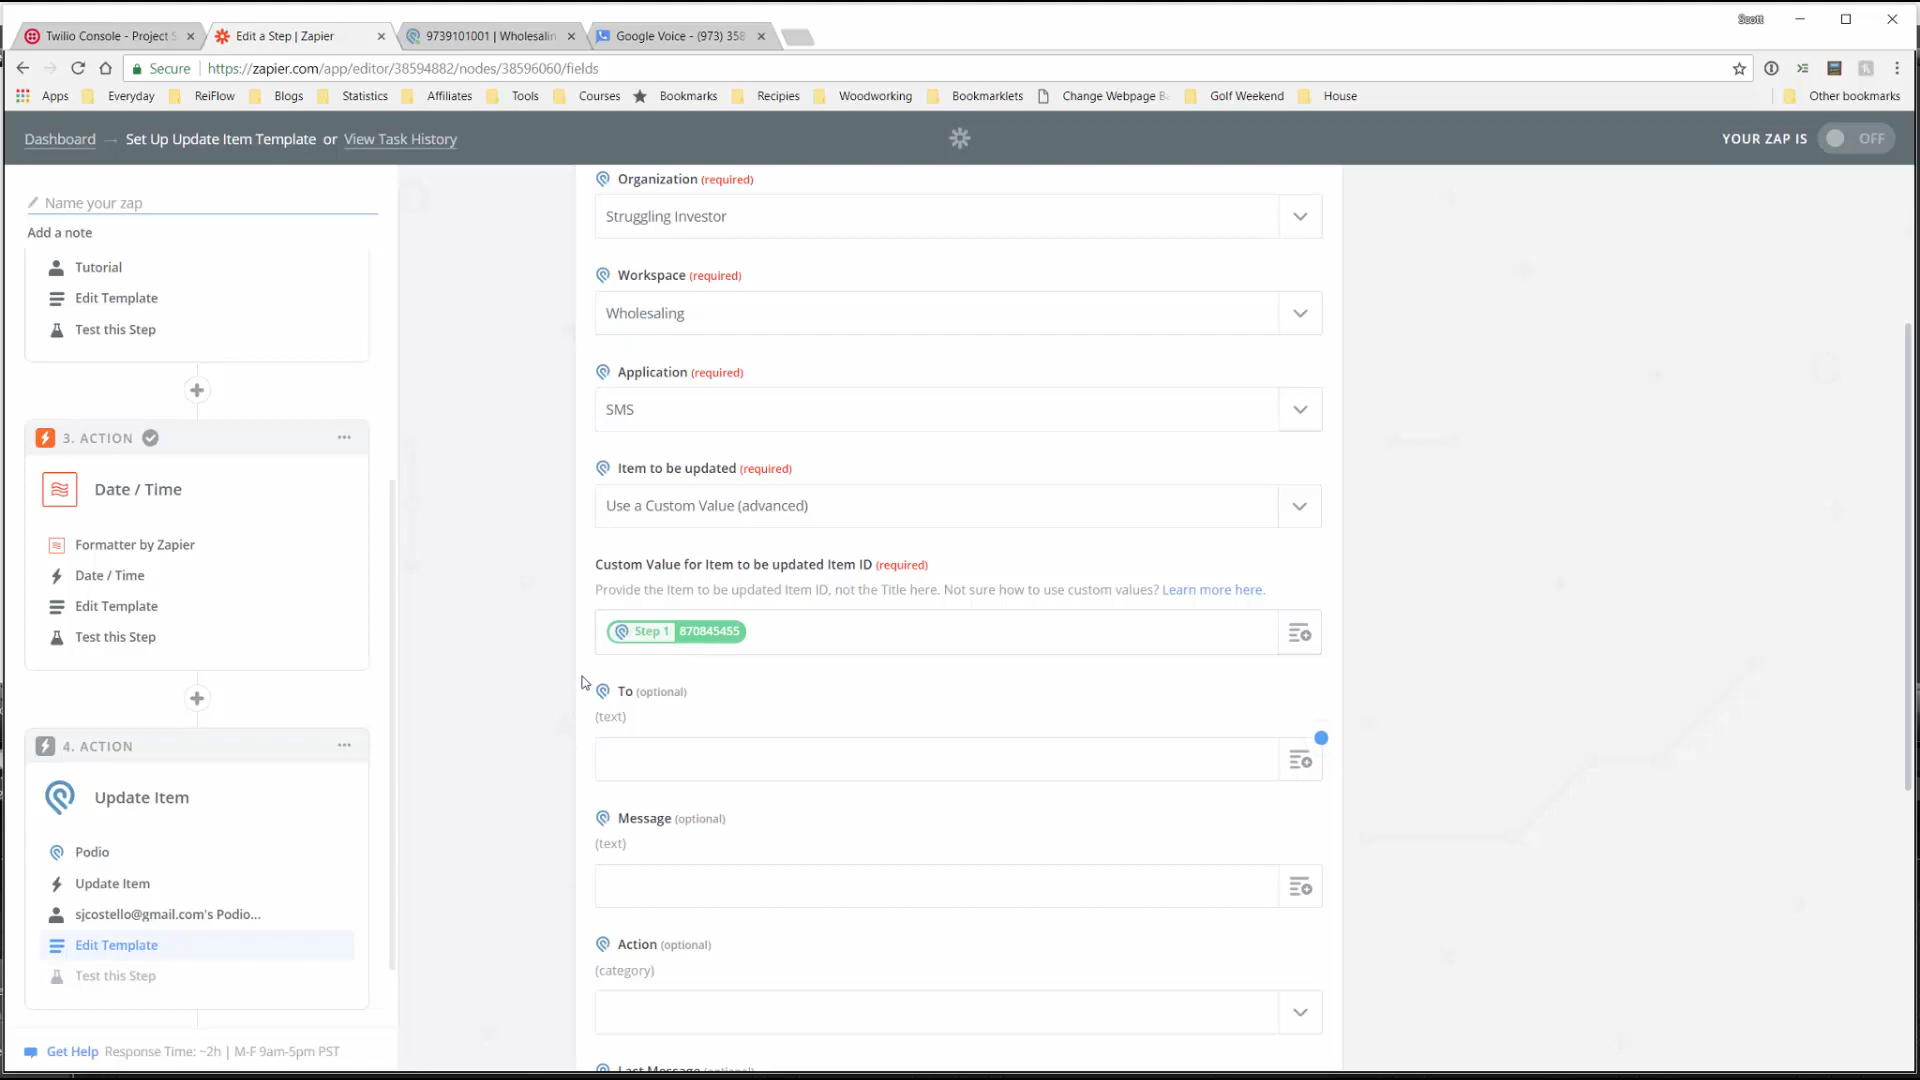 Scott
Twilio Console - Project S
Edit a Step | Zapier
9739101001 | Wholesalin
Google Voice - (973) 358
Secure
https://zapier.com/app/editor/38594882/nodes/38596060/fields
Apps
Everyday
ReiFlow
Blogs
Statistics
Affiliates
Tools
Courses
Bookmarks
Recipies
Woodworking
Bookmarklets
Change Webpage Ba
Golf Weekend
House
Other bookmarks
Dashboard → Set Up Update Item Template or View Task History
YOUR ZAP IS
OFF
Name your zap
Add a note
Tutorial
Edit Template
Test this Step
3. ACTION
Date / Time
Formatter by Zapier
Date / Time
Edit Template
Test this Step
4. ACTION
Update Item
Podio
Update Item
sjcostello@gmail.com's Podio...
Edit Template
Test this Step
Get Help Response Time: ~2h | M-F 9am-5pm PST
Organization (required)
Struggling Investor
Workspace (required)
Wholesaling
Application (required)
SMS
Item to be updated (required)
Use a Custom Value (advanced)
Custom Value for Item to be updated Item ID (required)
Provide the Item to be updated Item ID, not the Title here. Not sure how to use custom values? Learn more here.
Step 1 870845455
To (optional)
(text)
Message (optional)
(text)
Action (optional)
(category)
Last Message (optional)